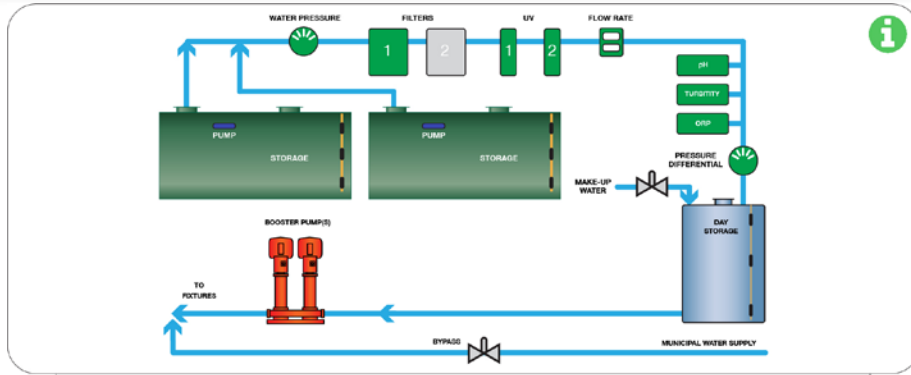 WATER PRESSURE
FILTERS
UV
FLOW RATE
i
1
2
1
2
pH
TURBITITY
ORP
PUMP
STORAGE
PUMP
STORAGE
PRESSURE
DIFFERENTIAL
MAKE-UP
WATER
DAY
STORAGE
BOOSTER PUMP(S)
TO
FIXTURES
BYPASS
MUNICIPAL WATER SUPPLY